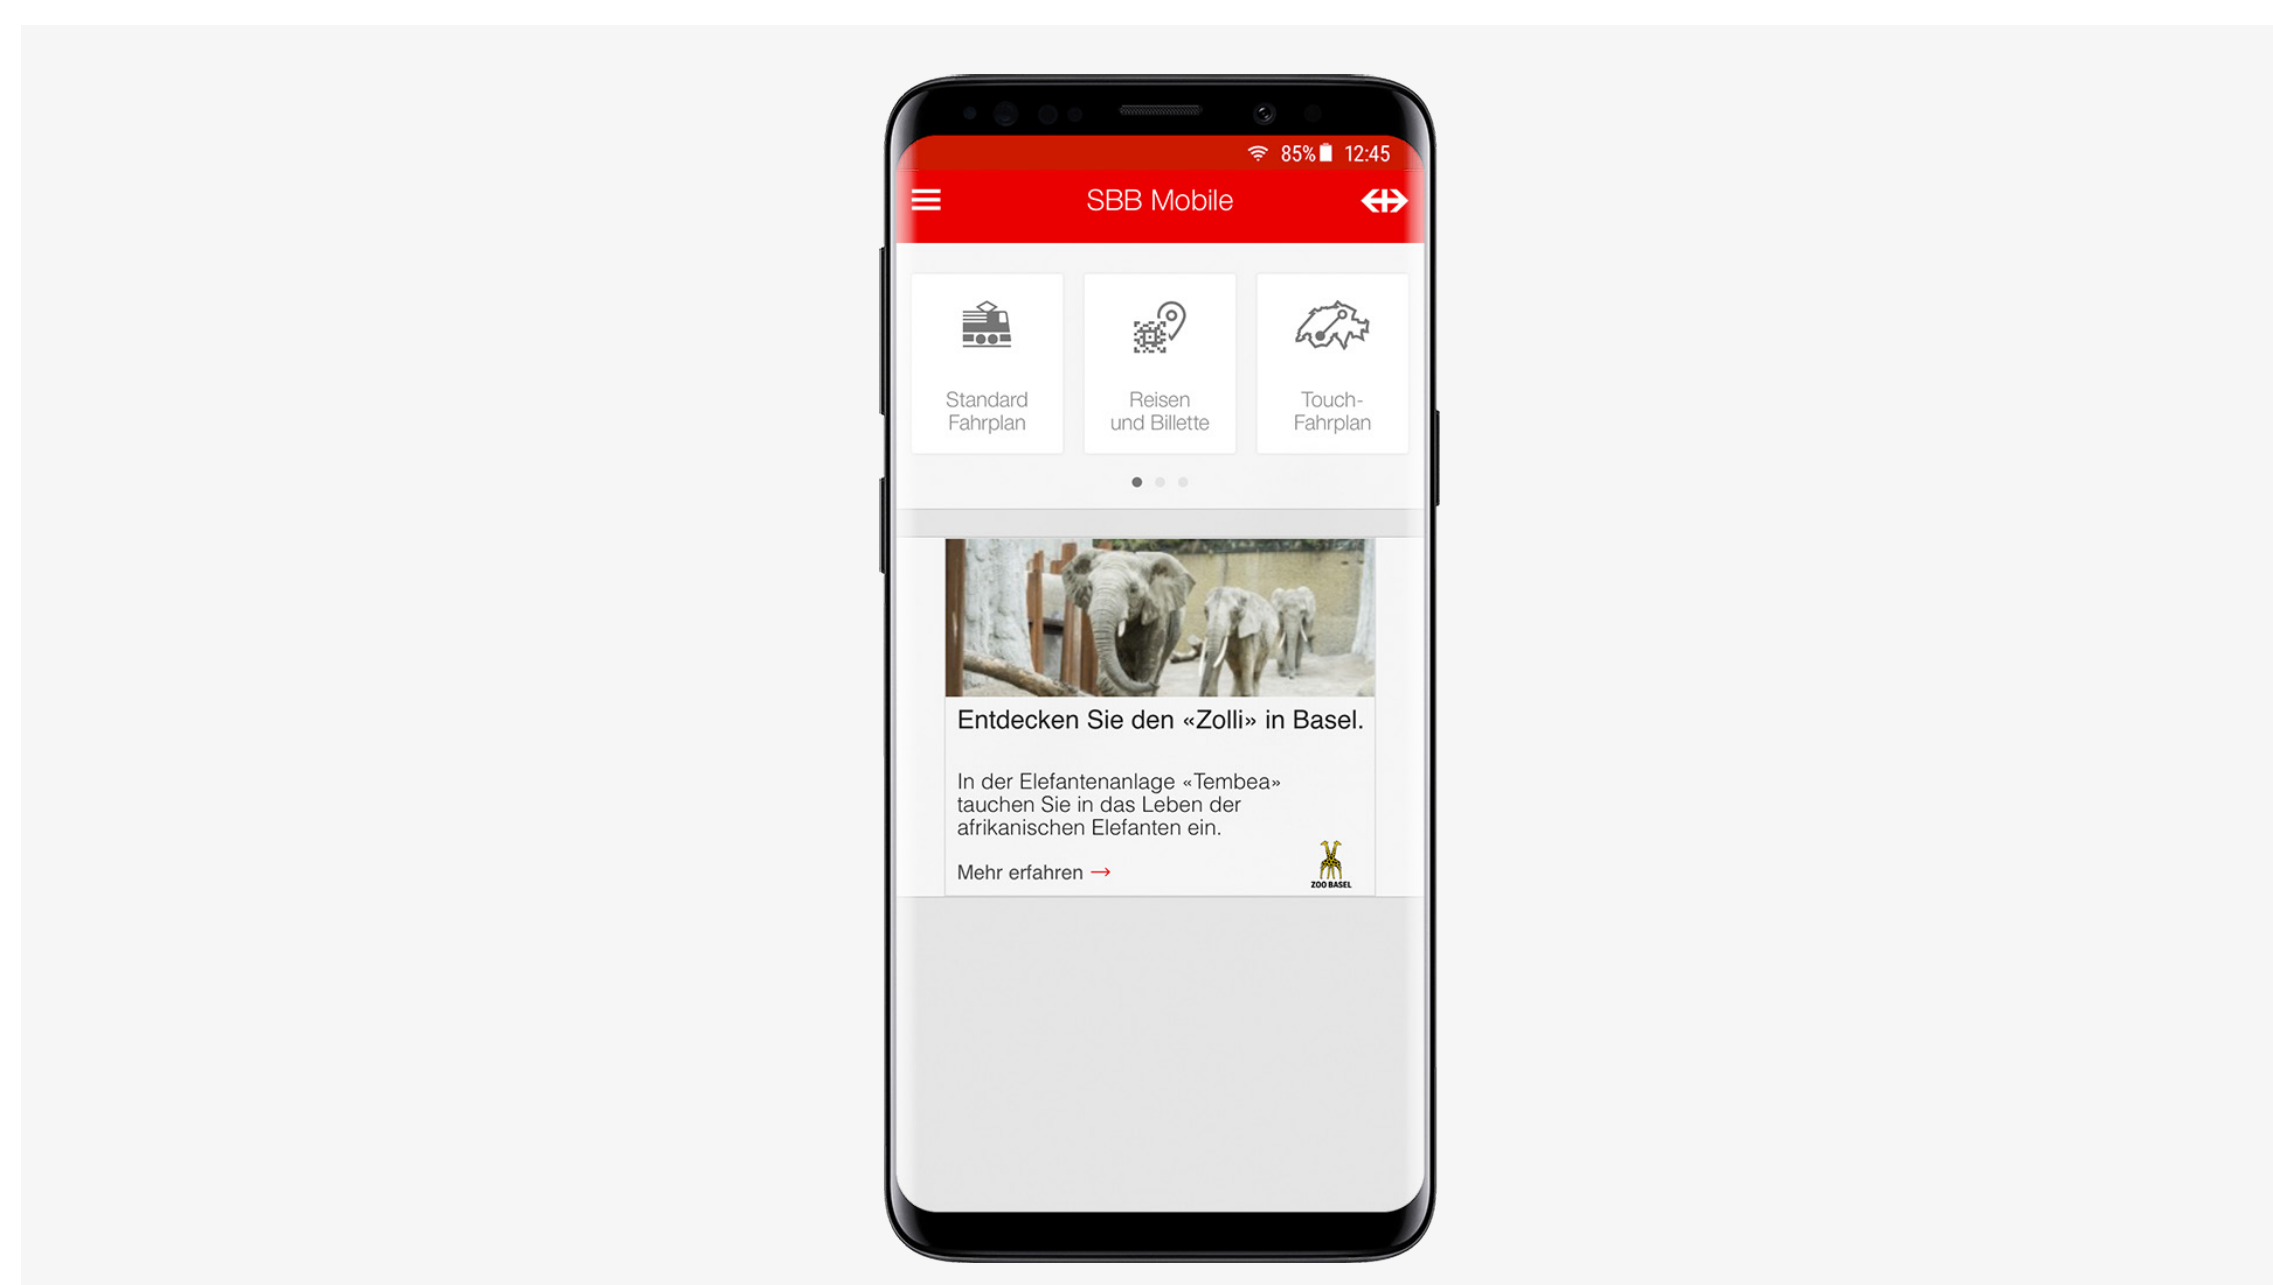 85% 12:45
SBB Mobile
Standard
Fahrplan
Reisen
und Billette
Touch-
Fahrplan
Entdecken Sie den «Zolli» in Basel.
In der Elefantenanlage «Tembea»
tauchen Sie in das Leben der
afrikanischen Elefanten ein.
Mehr erfahren →
ZOO BASEL